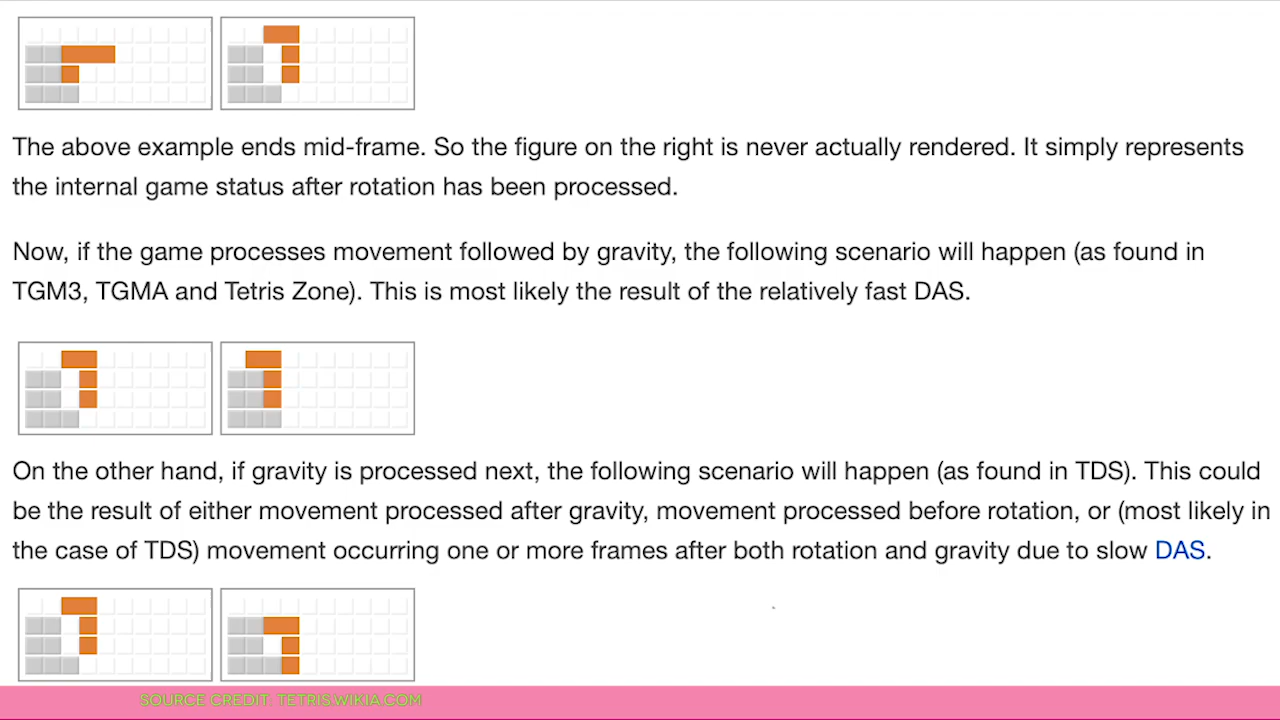 The above example ends mid-frame. So the figure on the right is never actually rendered. It simply represents
the internal game status after rotation has been processed.
Now, if the game processes movement followed by gravity, the following scenario will happen (as found in
TGM3, TGMA and Tetris Zone). This is most likely the result of the relatively fast DAS.
On the other hand, if gravity is processed next, the following scenario will happen (as found in TDS). This could
be the result of either movement processed after gravity, movement processed before rotation, or (most likely in
the case of TDS) movement occurring one or more frames after both rotation and gravity due to slow DAS.
SOURCE CREDIT: TETRIS.WIKIA.COM